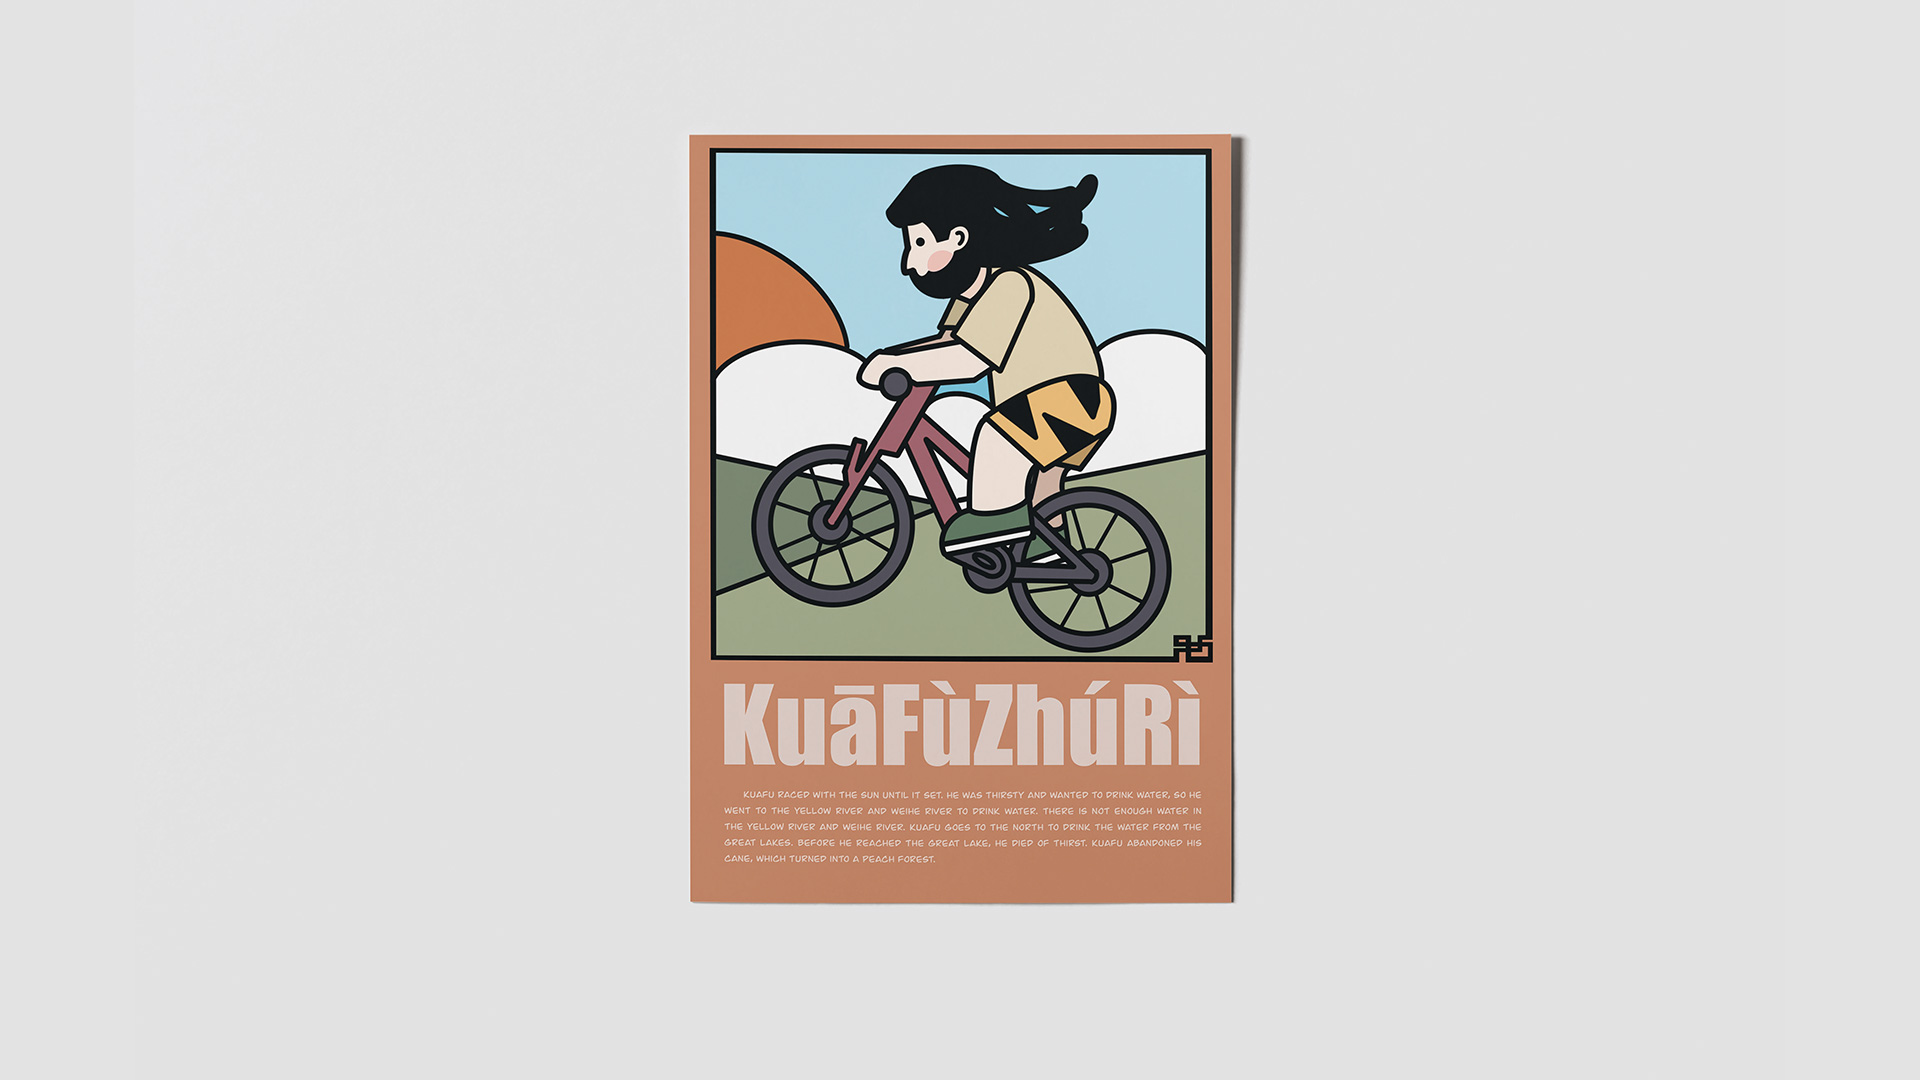 KuāFùZhúRì
KUAFU RACED WITH THE SUN UNTIL IT SET. HE WAS THIRSTY AND WANTED TO DRINK WATER, SO HE
WENT TO THE YELLOW RIVER AND WEIHE RIVER TO DRINK WATER. THERE IS NOT ENOUGH WATER IN
THE YELLOW RIVER AND WEIHE RIVER. KUAFU GOES TO THE NORTH TO DRINK THE WATER FROM THE
GREAT LAKES. BEFORE HE REACHED THE GREAT LAKE, HE DIED OF THIRST. KUAFU ABANDONED HIS
CANE, WHICH TURNED INTO A PEACH FOREST.